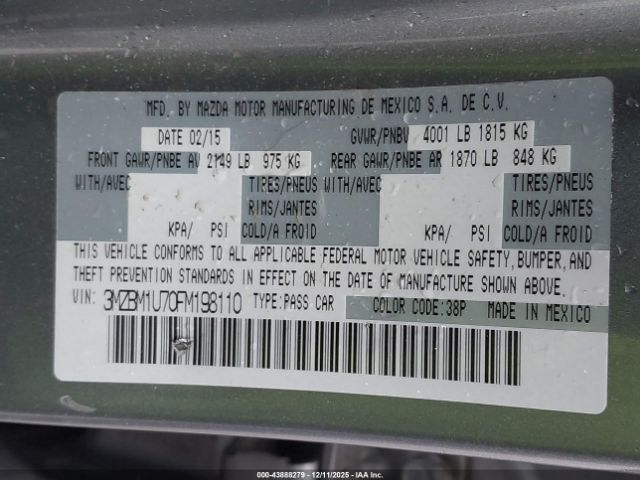 MFD. BY MAZDA MOTOR MANUFACTURING DE MEXICO S.A. DE C.V.
DATE 02/15 GVWR/PNBV 4001 LB 1815 KG
FRONT GAWR/PNBE AV 2149 LB 975 KG REAR GAWR/PNBE AR 1870 LB 848 KG
WITH/AVEC TIRES/PNEUS WITH/AVEC TIRES/PNEUS
RIMS/JANTES RIMS/JANTES
KPA/ PSI COLD/A FROID KPA/ PSI COLD/A FROID
THIS VEHICLE CONFORMS TO ALL APPLICABLE FEDERAL MOTOR VEHICLE SAFETY, BUMPER, AND
THEFT PREVENTION STANDARDS IN EFFECT ON THE DATE OF MANUFACTURE SHOWN ABOVE.
VIN: 3MZBM1U70FM198110 TYPE:PASS CAR COLOR CODE:38P MADE IN MEXICO
000-43888279 - 12/11/2025 - IAA Inc.